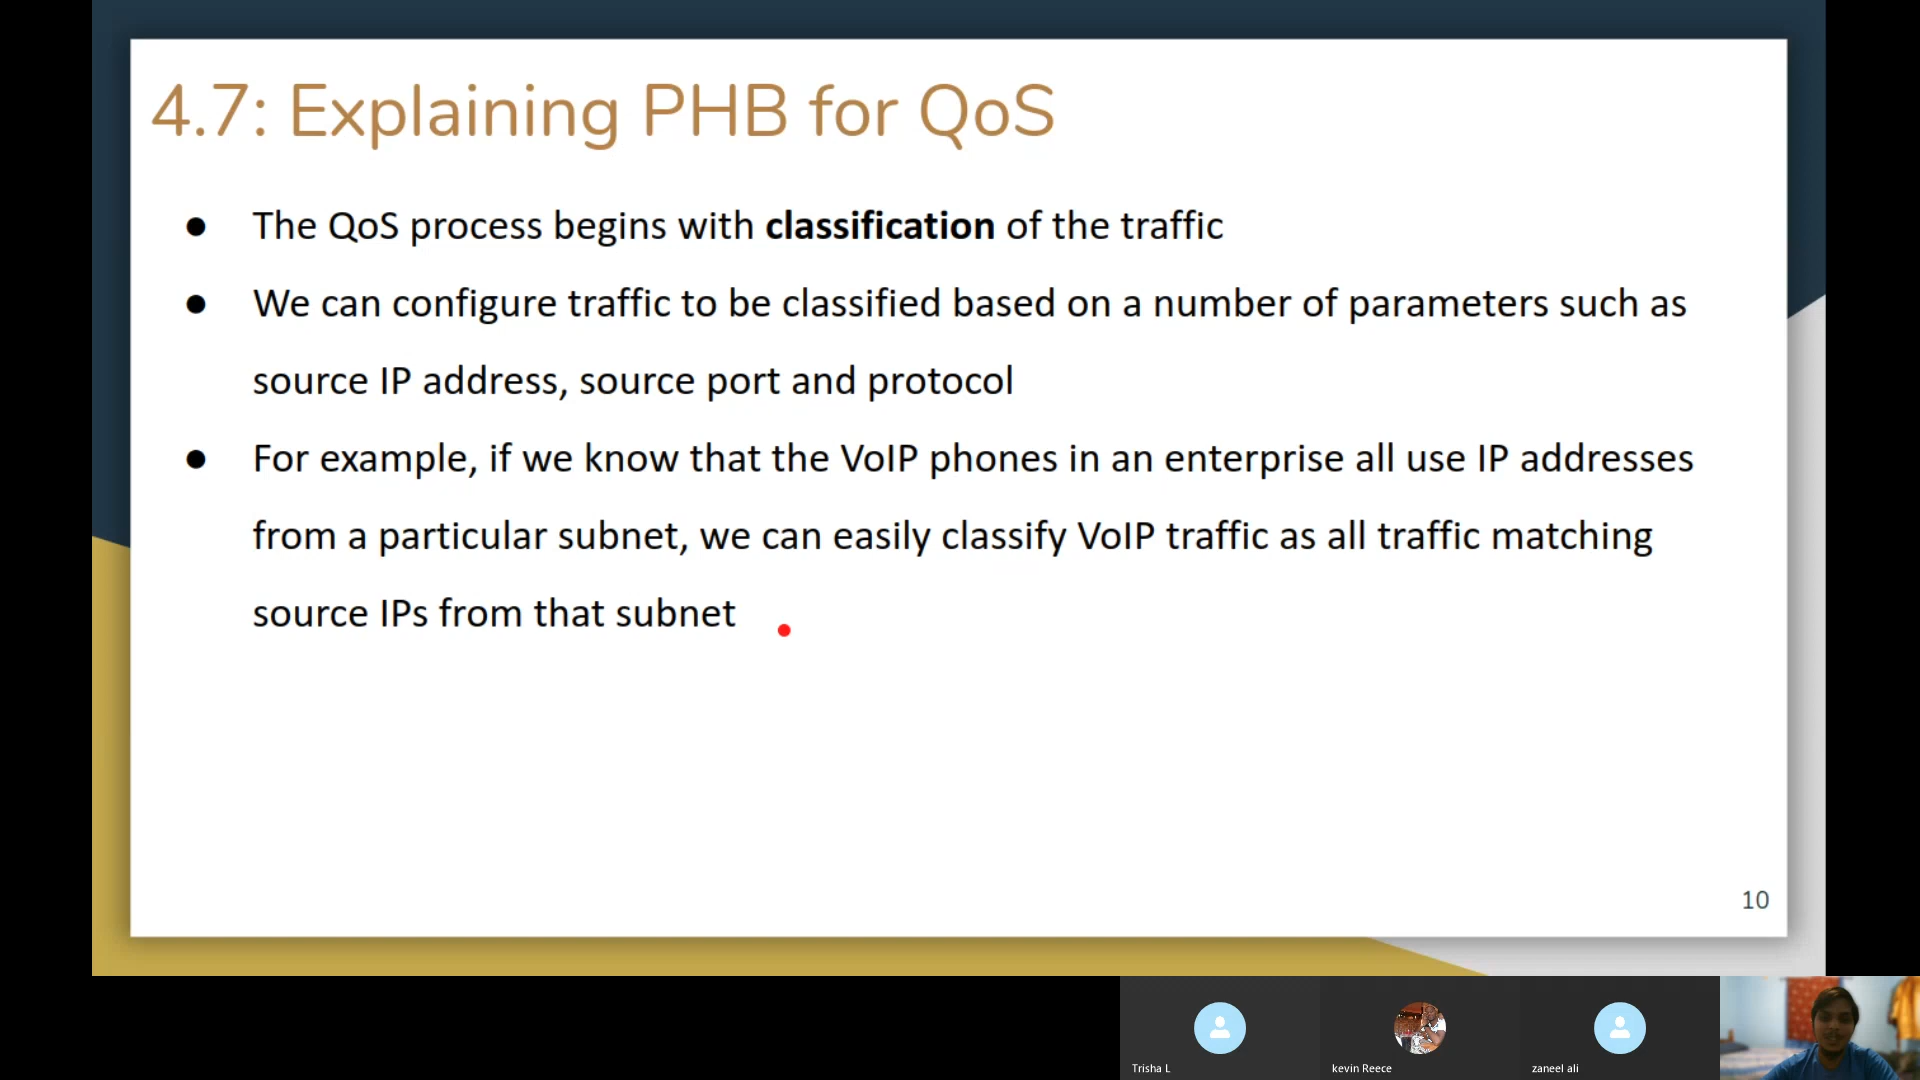 4.7: Explaining PHB for QoS
● The QoS process begins with classification of the traffic
● We can configure traffic to be classified based on a number of parameters such as
source IP address, source port and protocol
● For example, if we know that the VoIP phones in an enterprise all use IP addresses
from a particular subnet, we can easily classify VoIP traffic as all traffic matching
source IPs from that subnet
10
Trisha L
kevin Reece
zaneel ali